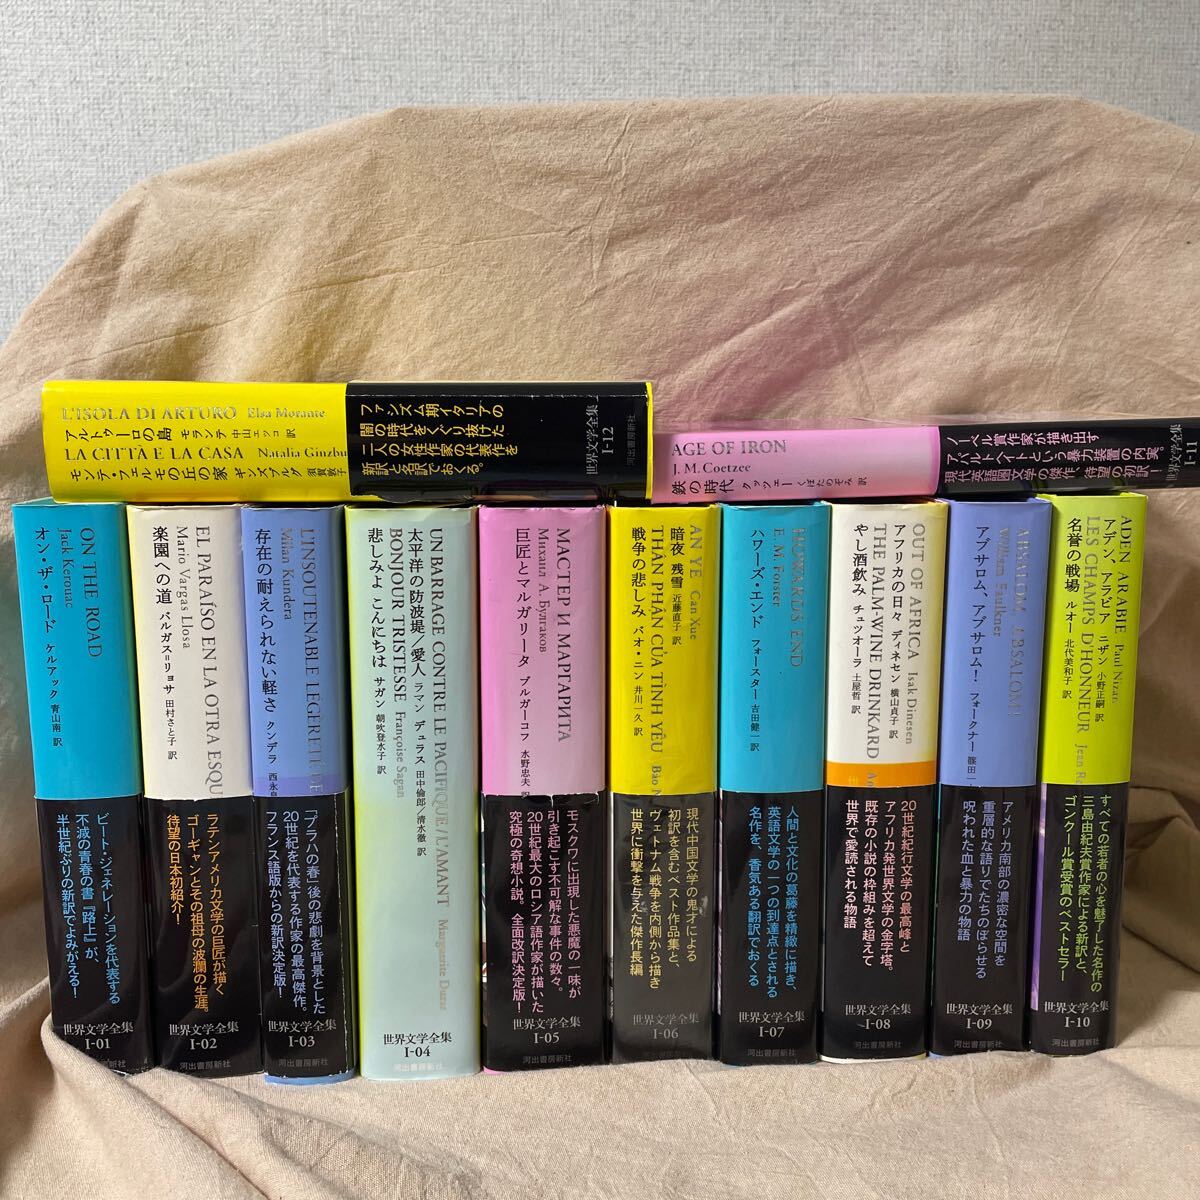 L'ISOLA DI ARTURO Elsa Morante
アルトゥーロの島 モランテ 中山エツコ 訳
LA CITTÀ E LA CASA Natalia Ginzbu
モンテ・フェルモの丘の家 ギンズブルグ 須賀敦子
ファシズム期イタリアの
闇の時代をくぐり抜けた
二人の女性作家の代表作を
新訳と名訳でおくる。
世界文学全集
I-12
河出書房新社
AGE OF IRON
J. M. Coetzee
鉄の時代 クッツェー くぼたのぞみ 訳
ノーベル賞作家が描き出す
アパルトヘイトという暴力装置の内実。
現代英語圏文学の傑作、待望の初訳!
世界文学全集
I-11
ON THE ROAD
Jack Kerouac
オン・ザ・ロード ケルアック 青山南 訳
ビート・ジェネレーションを代表する
不滅の青春の書『路上』が、
半世紀ぶりの新訳でよみがえる!
世界文学全集
I-01
河出書房新社
EL PARAÍSO EN LA OTRA ESQU
Mario Vargas Llosa
楽園への道 バルガス=リョサ 田村さと子 訳
ラテンアメリカ文学の巨匠が描く
ゴーギャンとその祖母の波瀾の生涯。
待望の日本初紹介!
世界文学全集
I-02
河出書房新社
L'INSOUTENABLE LÉGÈRETÉ DE
Milan Kundera
存在の耐えられない軽さ クンデラ 西永良
「プラハの春」後の悲劇を背景とした
20世紀を代表する作家の最高傑作。
フランス語版からの新訳決定版!
世界文学全集
I-03
河出書房新社
UN BARRAGE CONTRE LE PACIFIQUE/L'AMANT Marguerite Duras
太平洋の防波堤/愛人 ラマン デュラス 田中倫郎/清水徹 訳
BONJOUR TRISTESSE Françoise Sagan
悲しみよ こんにちは サガン 朝吹登水子 訳
世界文学全集
I-04
河出書房新社
МАСТЕР И МАРГАРИТА
Михаил А. Булгаков
巨匠とマルガリータ ブルガーコフ 水野忠夫 訳
モスクワに出現した悪魔の一味が
引き起こす不可解な事件の数々。
20世紀最大のロシア語作家が描いた
究極の奇想小説。全面改訳決定版!
世界文学全集
I-05
河出書房新社
AN YE Can Xue
暗夜 残雪 近藤直子 訳
THÂN PHẬN CỦA TÌNH YÊU Bảo N
戦争の悲しみ バオ・ニン 井川一久 訳
現代中国文学の鬼才による
初訳を含むベスト作品集と、
ヴェトナム戦争を内側から描き
世界に衝撃を与えた傑作長編
世界文学全集
I-06
河出書房新社
HOWARDS END
E. M. Forster
ハワーズ・エンド フォースター 吉田健一 訳
人間と文化の葛藤を精緻に描き、
英語文学の一つの到達点とされる
名作を、香気ある翻訳でおくる
世界文学全集
I-07
河出書房新社
OUT OF AFRICA Isak Dinesen
アフリカの日々 ディネセン 横山貞子 訳
THE PALM-WINE DRINKARD
やし酒飲み チュツオーラ 土屋哲 訳
20世紀紀行文学の最高峰と
アフリカ発世界文学の金字塔。
既存の小説の枠組みを超えて
世界で愛読される物語
世界文学全集
I-08
河出書房新社
ABSALOM, ABSALOM!
William Faulkner
アブサロム、アブサロム! フォークナー 篠田一
アメリカ南部の濃密な空間を
重層的な語りでたちのぼらせる
呪われた血と暴力の物語
世界文学全集
I-09
河出書房新社
ADEN ARABIE Paul Nizan
アデン、アラビア ニザン 小野正嗣 訳
LES CHAMPS D'HONNEUR Jean Ro
名誉の戦場 ルオー 北代美和子 訳
すべての若者の心を魅了した名作の
三島由紀夫賞作家による新訳と、
ゴンクール賞受賞のベストセラー
世界文学全集
I-10
河出書房新社